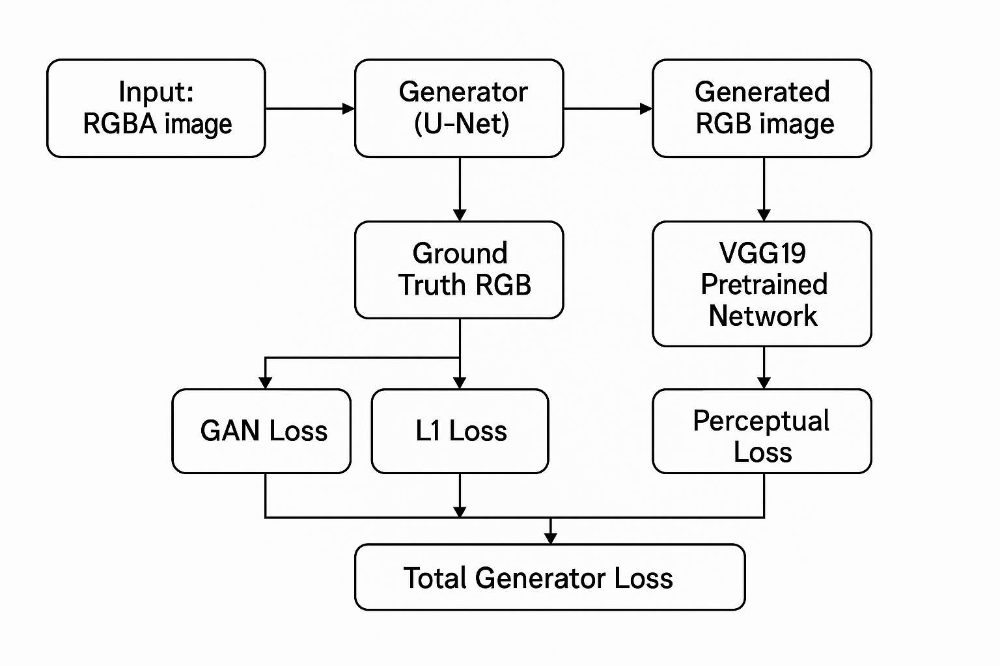 Input:
RGBA image
Generator
(U-Net)
Generated
RGB image
Ground
Truth RGB
VGG19
Pretrained
Network
GAN Loss
L1 Loss
Perceptual
Loss
Total Generator Loss